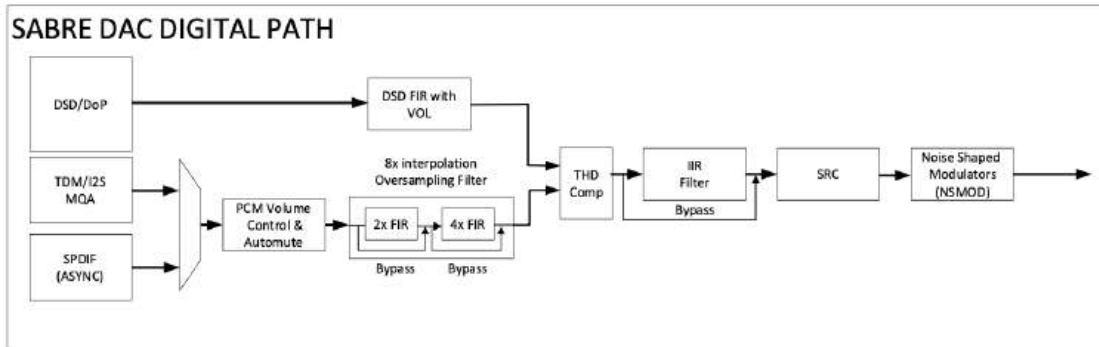 SABRE DAC DIGITAL PATH
DSD/DoP
DSD FIR with
VOL
TDM/I2S
MQA
SPDIF
(ASYNC)
PCM Volume
Control &
Automute
8x interpolation
Oversampling Filter
2x FIR
4x FIR
Bypass
Bypass
THD
Comp
IIR
Filter
Bypass
SRC
Noise Shaped
Modulators
(NSMOD)